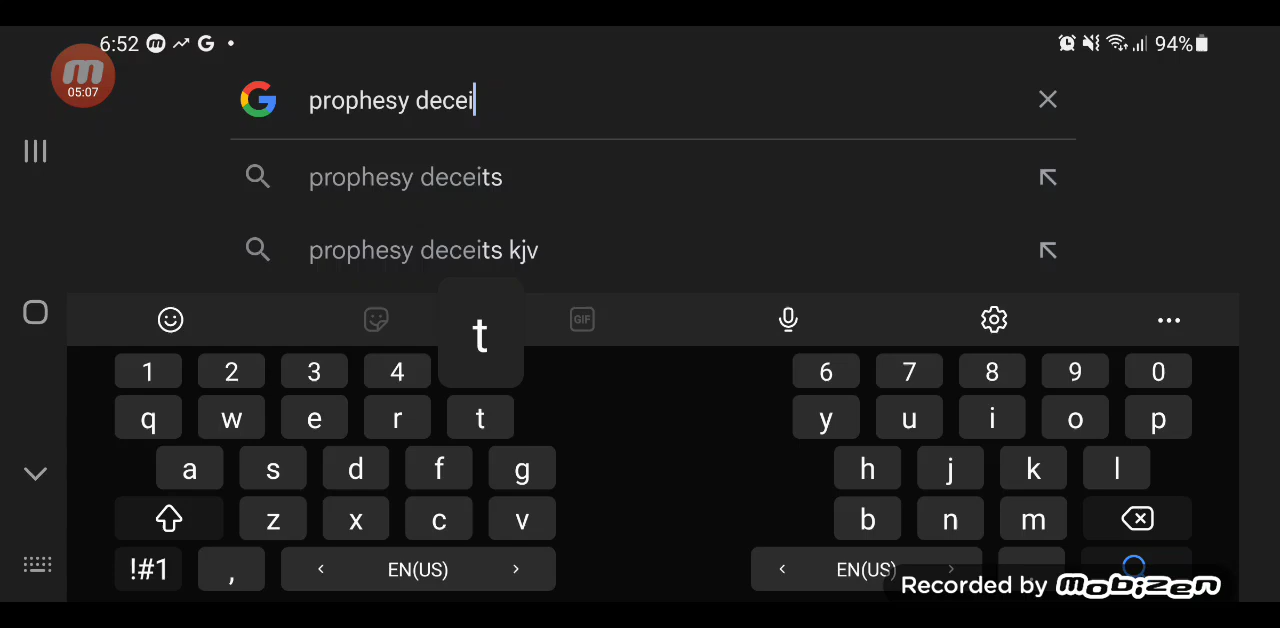 6:52 m G • 94%
m
05:07
prophesy decei
prophesy deceits
prophesy deceits kjv
GIF
t
1 2 3 4 6 7 8 9 0
q w e r t y u i o p
a s d f g h j k l
z x c v b n m
!#1 , < EN(US) > < EN(US) >
Recorded by mobizen